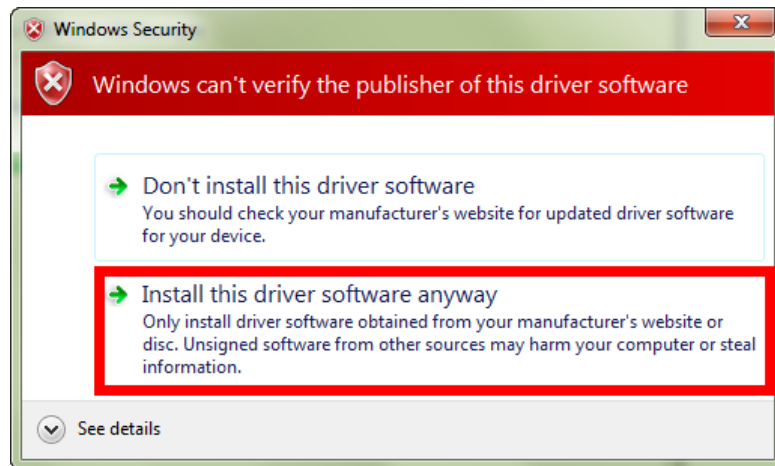 Windows Security
Windows can't verify the publisher of this driver software
Don't install this driver software
You should check your manufacturer's website for updated driver software
for your device.
Install this driver software anyway
Only install driver software obtained from your manufacturer's website or
disc. Unsigned software from other sources may harm your computer or steal
information.
See details